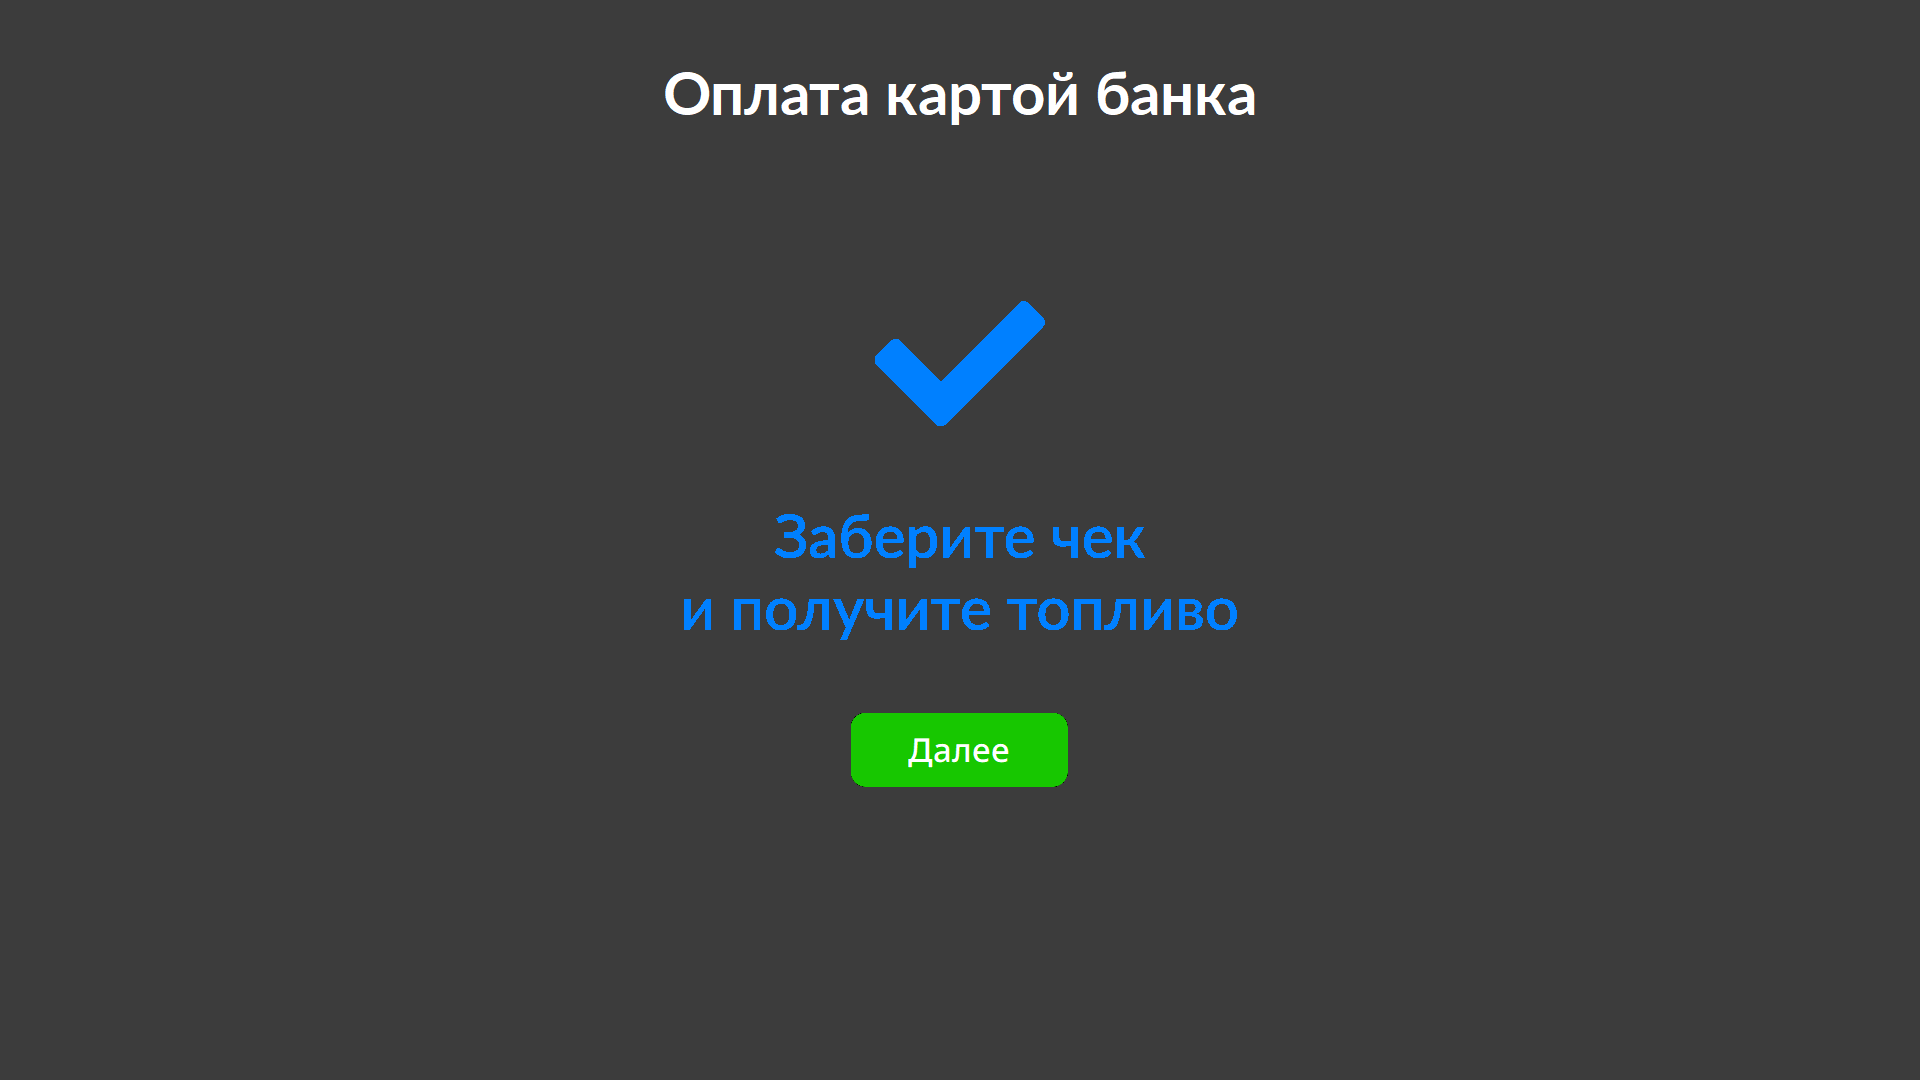 Оплата картой банка
Заберите чек
и получите топливо
Далее